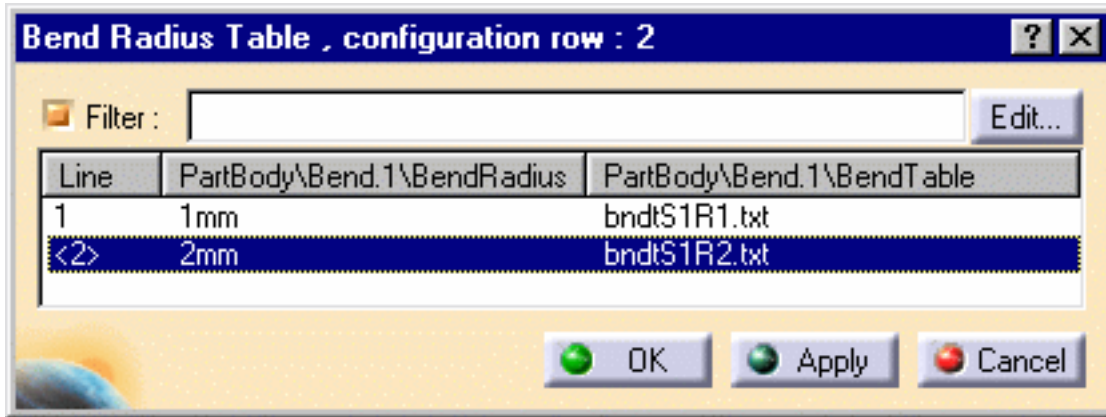 Bend Radius Table , configuration row : 2
Filter : Edit...
Line PartBody\Bend.1\BendRadius PartBody\Bend.1\BendTable
1 1mm bndtS1R1.txt
<2> 2mm bndtS1R2.txt
OK Apply Cancel